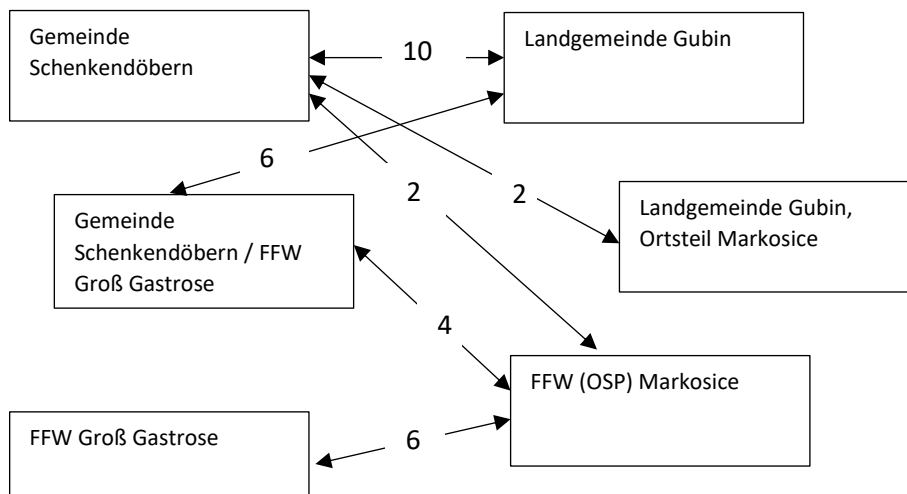 Gemeinde
Schenkendöbern
10
Landgemeinde Gubin
6
2
2
Gemeinde
Schenkendöbern / FFW
Groß Gastrose
Landgemeinde Gubin,
Ortsteil Markosice
4
FFW (OSP) Markosice
FFW Groß Gastrose
6